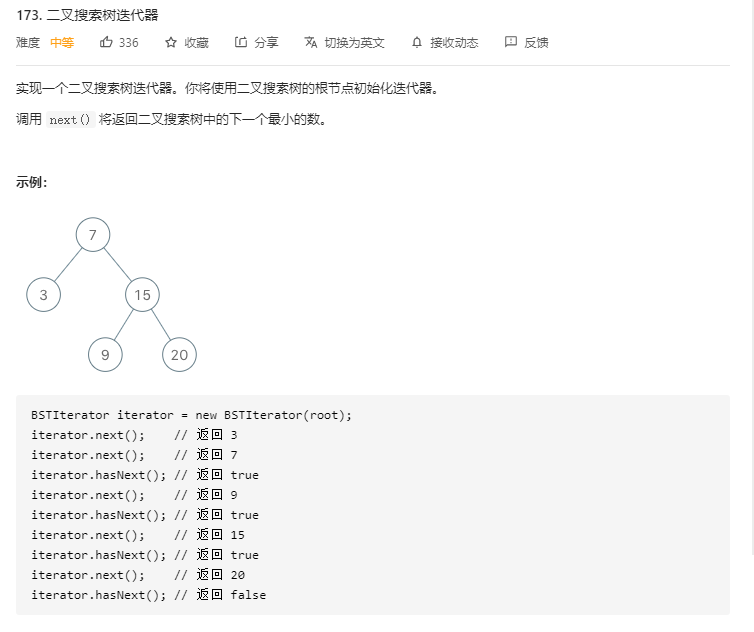 173. 二叉搜索树迭代器
难度 中等 336 收藏 分享 切换为英文 接收动态 反馈
实现一个二叉搜索树迭代器。你将使用二叉搜索树的根节点初始化迭代器。
调用 next() 将返回二叉搜索树中的下一个最小的数。
示例:
7
3 15
9 20
BSTIterator iterator = new BSTIterator(root);
iterator.next();    // 返回 3
iterator.next();    // 返回 7
iterator.hasNext(); // 返回 true
iterator.next();    // 返回 9
iterator.hasNext(); // 返回 true
iterator.next();    // 返回 15
iterator.hasNext(); // 返回 true
iterator.next();    // 返回 20
iterator.hasNext(); // 返回 false